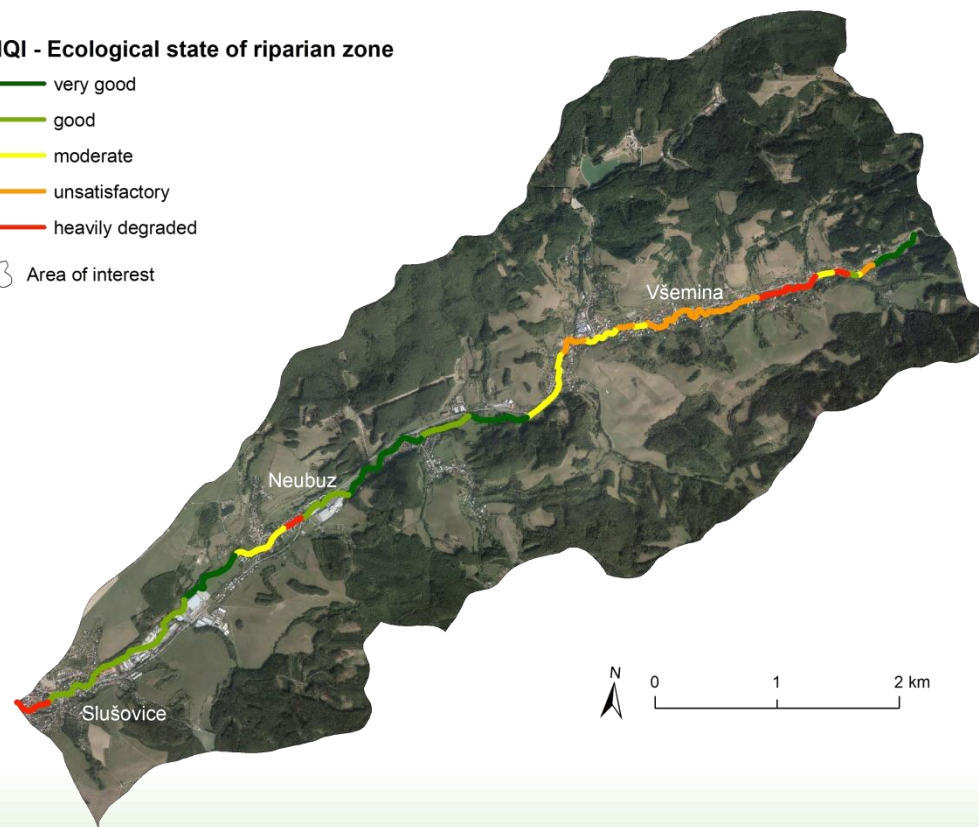 IQI - Ecological state of riparian zone
very good
good
moderate
unsatisfactory
heavily degraded
Area of interest
Všemina
Neubuz
Slušovice
N
0 1 2 km